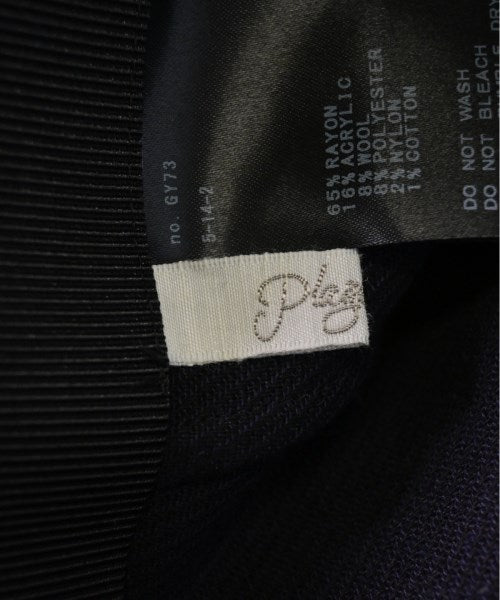 no. GY73
5-14-2
65% RAYON
16% ACRYLIC
8% WOOL
8% POLYESTER
2% NYLON
1% COTTON
DO NOT WASH
DO NOT BLEACH
DRY